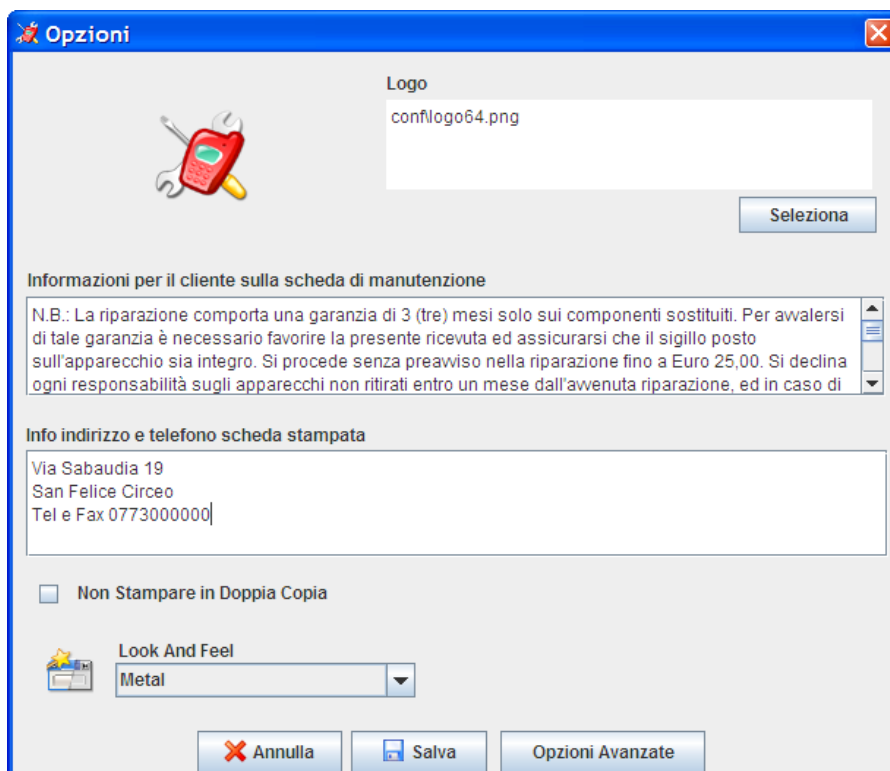 Opzioni
Logo
conf\logo64.png
Seleziona
Informazioni per il cliente sulla scheda di manutenzione
N.B.: La riparazione comporta una garanzia di 3 (tre) mesi solo sui componenti sostituiti. Per avvalersi
di tale garanzia è necessario favorire la presente ricevuta ed assicurarsi che il sigillo posto
sull'apparecchio sia integro. Si procede senza preavviso nella riparazione fino a Euro 25,00. Si declina
ogni responsabilità sugli apparecchi non ritirati entro un mese dall'avvenuta riparazione, ed in caso di
Info indirizzo e telefono scheda stampata
Via Sabaudia 19
San Felice Circeo
Tel e Fax 0773000000
Non Stampare in Doppia Copia
Look And Feel
Metal
Annulla Salva Opzioni Avanzate